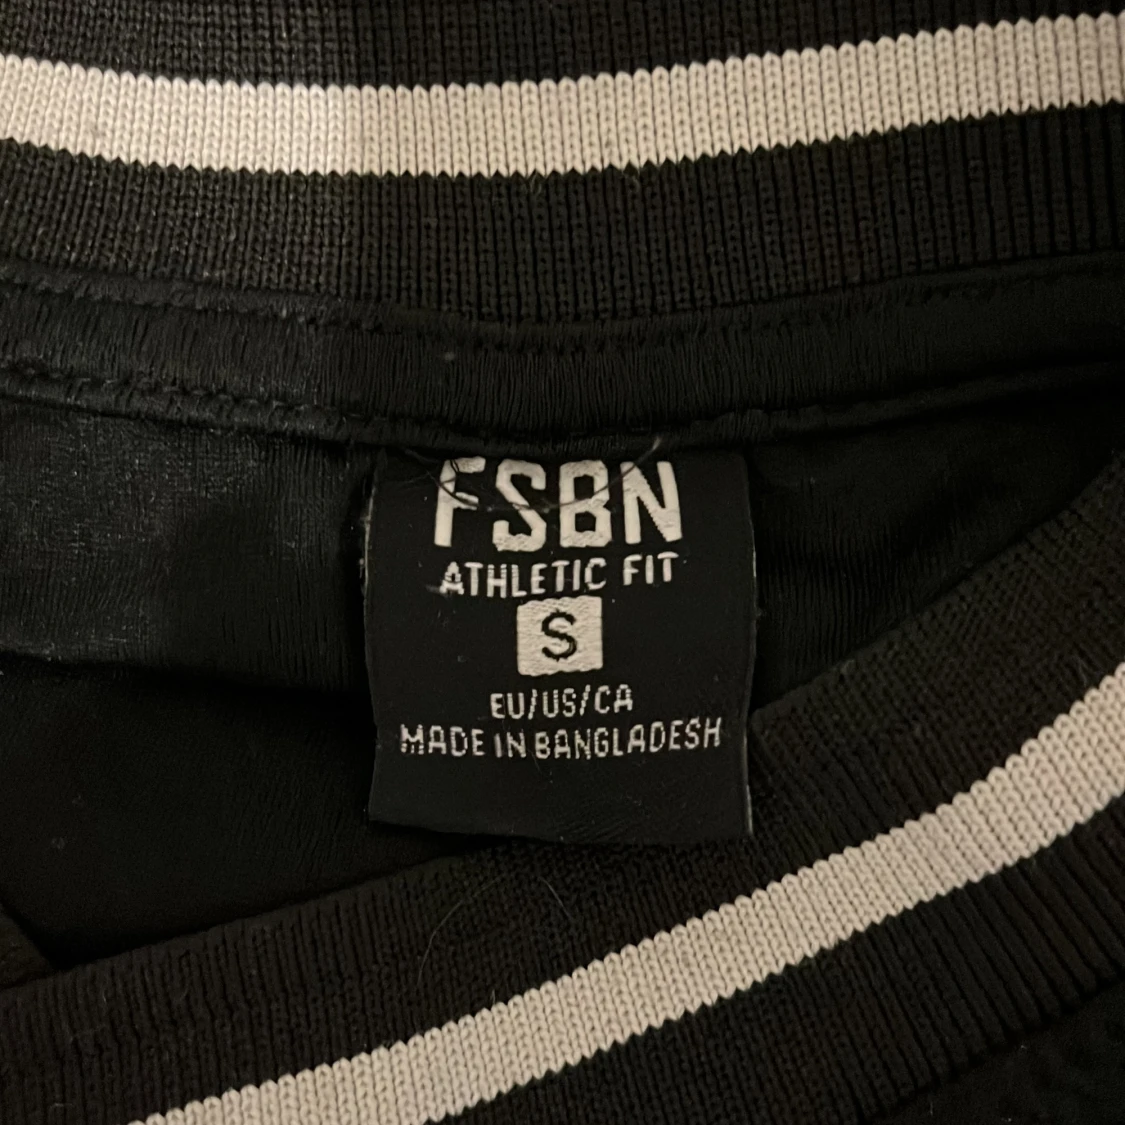 FSBN
ATHLETIC FIT
S
EU/US/CA
MADE IN BANGLADESH